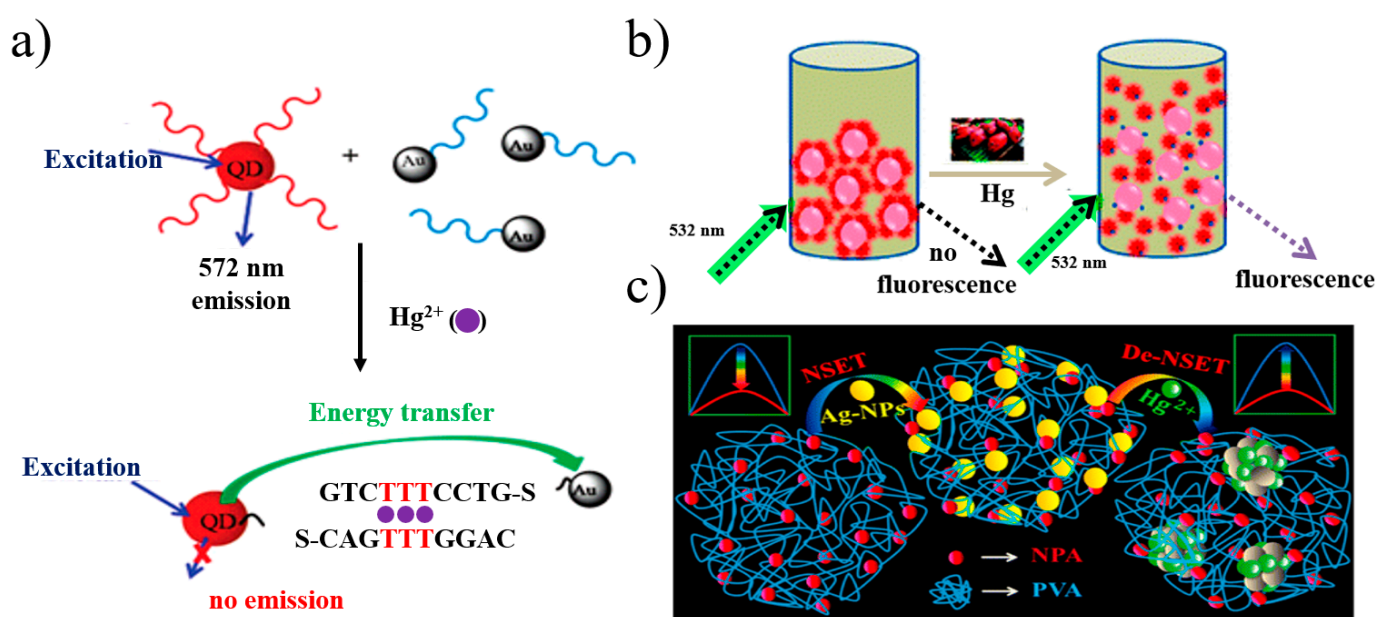 a)
Excitation
QD
+
Au
Au
Au
572 nm
emission
Hg²⁺ ( )
Energy transfer
Excitation
QD
Au
GTCTTTCCTG-S
S-CAGTTTGGAC
no emission
b)
532 nm
Hg
no
fluorescence
532 nm
fluorescence
c)
NSET
Ag-NPs
De-NSET
Hg²⁺
NPA
PVA